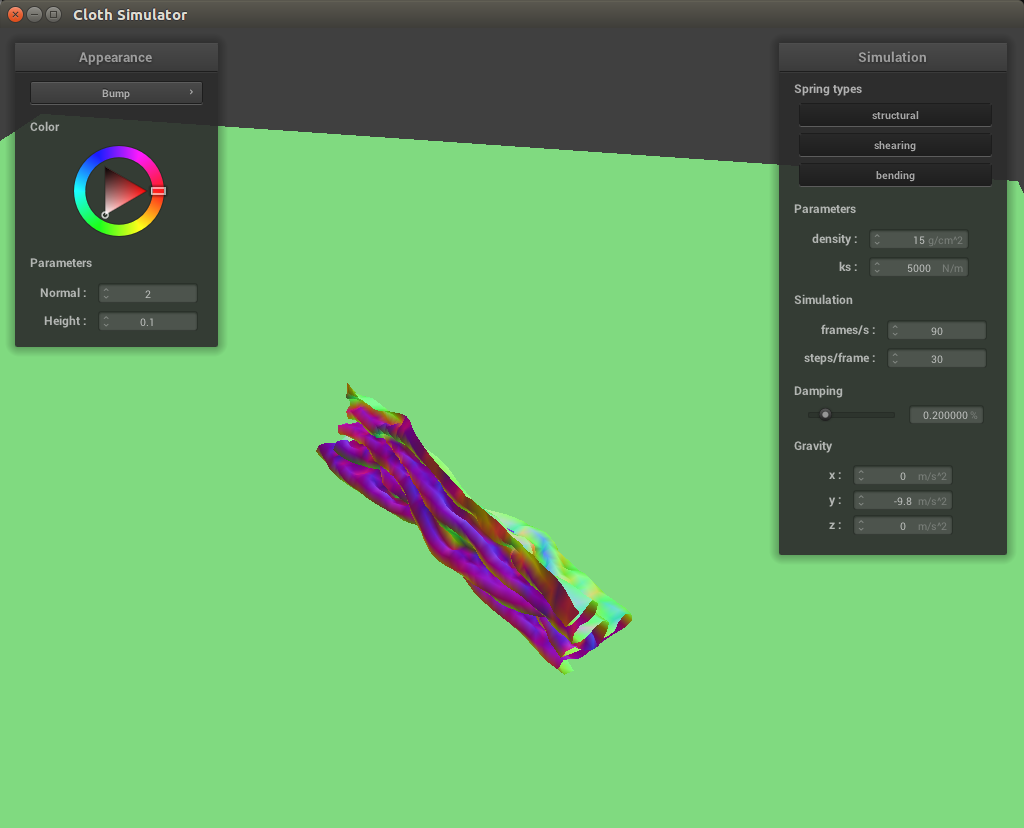 Cloth Simulator
Appearance
Bump
Color
Parameters
Normal : 2
Height : 0.1
Simulation
Spring types
structural
shearing
bending
Parameters
density : 15 g/cm^2
ks : 5000 N/m
Simulation
frames/s : 90
steps/frame : 30
Damping
0.200000 %
Gravity
x : 0 m/s^2
y : -9.8 m/s^2
z : 0 m/s^2